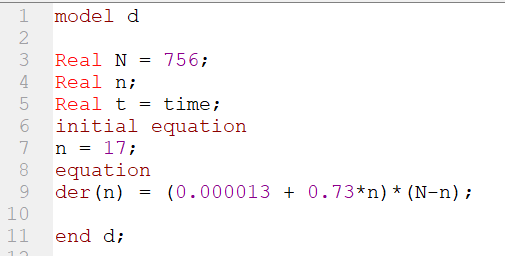 1 model d
2
3 Real N = 756;
4 Real n;
5 Real t = time;
6 initial equation
7 n = 17;
8 equation
9 der(n) = (0.000013 + 0.73*n)*(N-n);
10
11 end d;